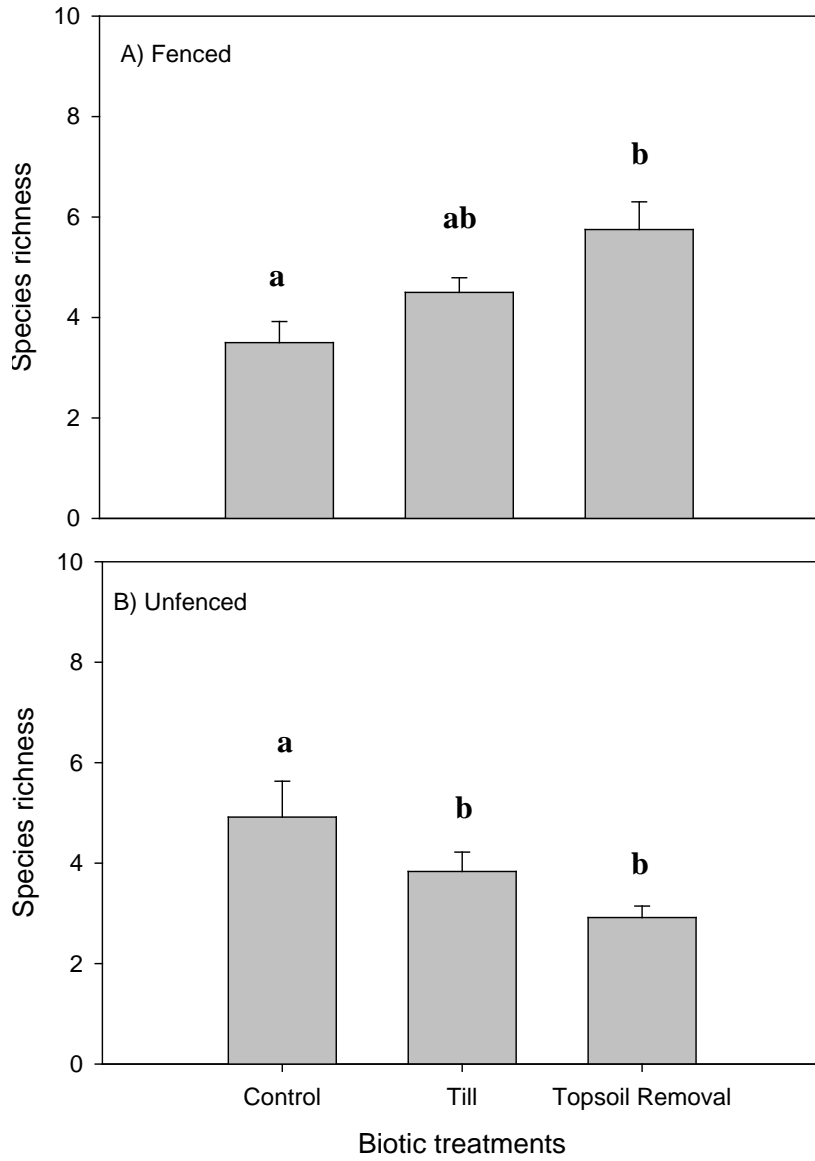 10
A) Fenced
8
b
ab
6
a
4
2
0
Species richness
10
B) Unfenced
8
a
6
b
b
4
2
0
Species richness
Control Till Topsoil Removal
Biotic treatments